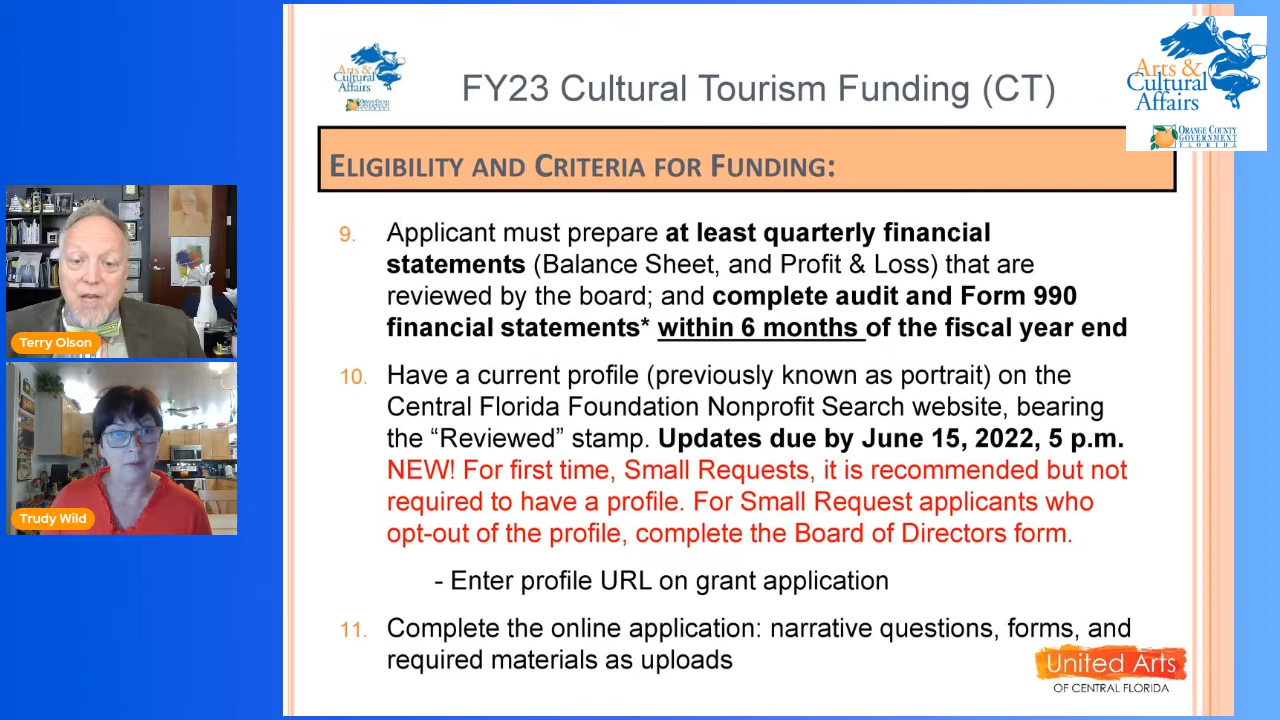 Arts &
Cultural
Affairs
ORANGE COUNTY
GOVERNMENT
FLORIDA
FY23 Cultural Tourism Funding (CT)
Arts &
Cultural
Affairs
ORANGE COUNTY
GOVERNMENT
FLORIDA
ELIGIBILITY AND CRITERIA FOR FUNDING:
9. Applicant must prepare at least quarterly financial
statements (Balance Sheet, and Profit & Loss) that are
reviewed by the board; and complete audit and Form 990
financial statements* within 6 months of the fiscal year end
10. Have a current profile (previously known as portrait) on the
Central Florida Foundation Nonprofit Search website, bearing
the “Reviewed” stamp. Updates due by June 15, 2022, 5 p.m.
NEW! For first time, Small Requests, it is recommended but not
required to have a profile. For Small Request applicants who
opt-out of the profile, complete the Board of Directors form.
- Enter profile URL on grant application
11. Complete the online application: narrative questions, forms, and
required materials as uploads
United Arts
OF CENTRAL FLORIDA
Terry Olson
Trudy Wild